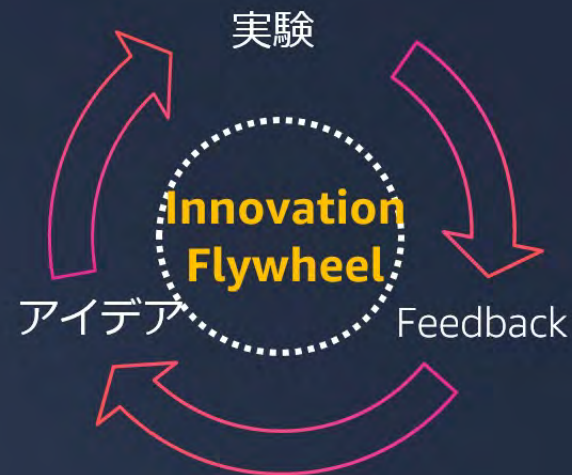 実験
Innovation
Flywheel
アイデア
Feedback